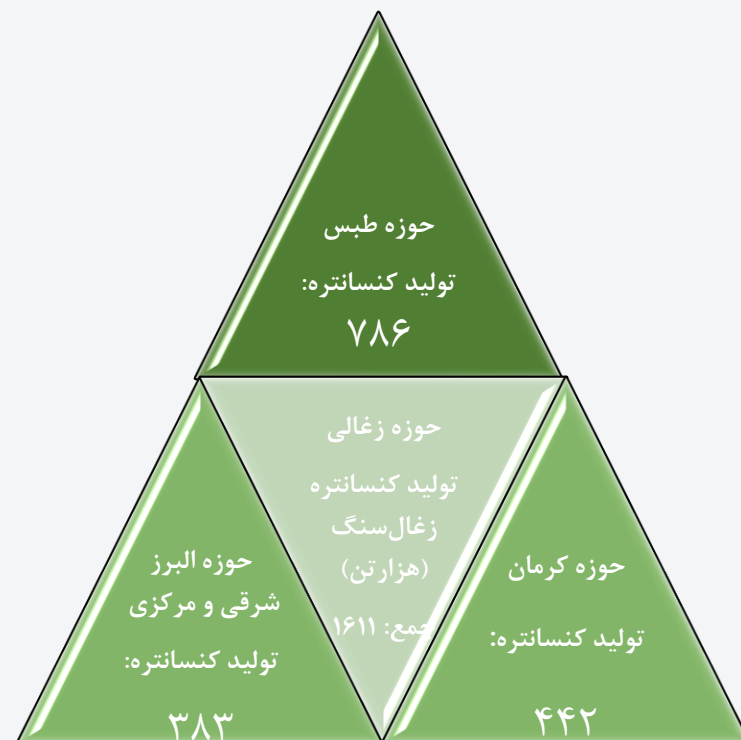 حوزه طبس
تولید کنسانتره:
۷۸۶
حوزه زغالی
تولید کنسانتره
زغال‌سنگ
(هزارتن)
جمع: ۱۶۱۱
حوزه البرز
شرقی و مرکزی
تولید کنسانتره:
۳۸۳
حوزه کرمان
تولید کنسانتره:
۴۴۲